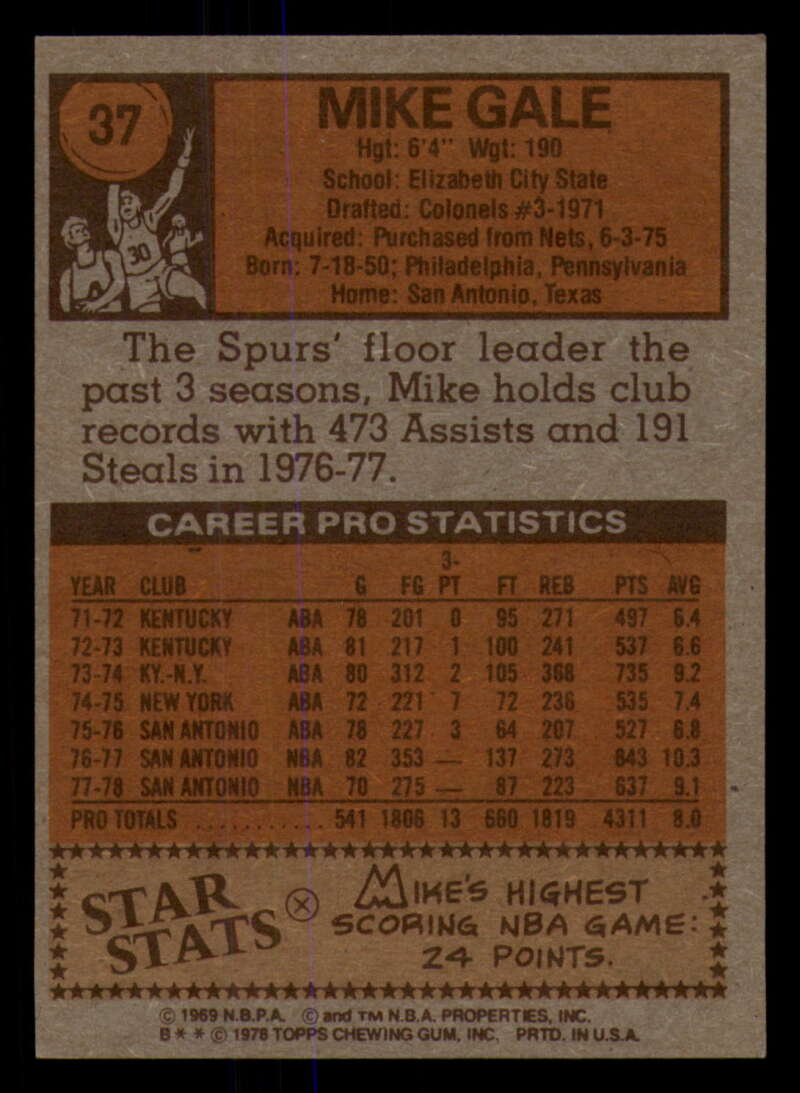 37
30
A
MIKE GALE
Hgt: 6'4" Wgt: 190
School: Elizabeth City State
Drafted: Colonels #3-1971
Acquired: Purchased from Nets, 6-3-75
Born: 7-18-50; Philadelphia, Pennsylvania
Home: San Antonio, Texas
The Spurs' floor leader the
past 3 seasons, Mike holds club
records with 473 Assists and 191
Steals in 1976-77.
CAREER PRO STATISTICS
YEAR CLUB G FG 3-PT FT REB PTS AVG
71-72 KENTUCKY ABA 78 201 0 95 271 497 6.4
72-73 KENTUCKY ABA 81 217 1 100 241 537 6.6
73-74 KY.-N.Y. ABA 80 312 2 105 368 735 9.2
74-75 NEW YORK ABA 72 221 7 72 236 535 7.4
75-76 SAN ANTONIO ABA 78 227 3 64 207 527 6.8
76-77 SAN ANTONIO NBA 82 353 — 137 273 843 10.3
77-78 SAN ANTONIO NBA 70 275 — 87 223 637 9.1
PRO TOTALS ............ 541 1806 13 660 1819 4311 8.0
STAR STATS
MIKE'S HIGHEST
SCORING NBA GAME:
24 POINTS.
© 1969 N.B.P.A. © and TM N.B.A. PROPERTIES, INC.
B * * © 1978 TOPPS CHEWING GUM, INC. PRTD. IN U.S.A.